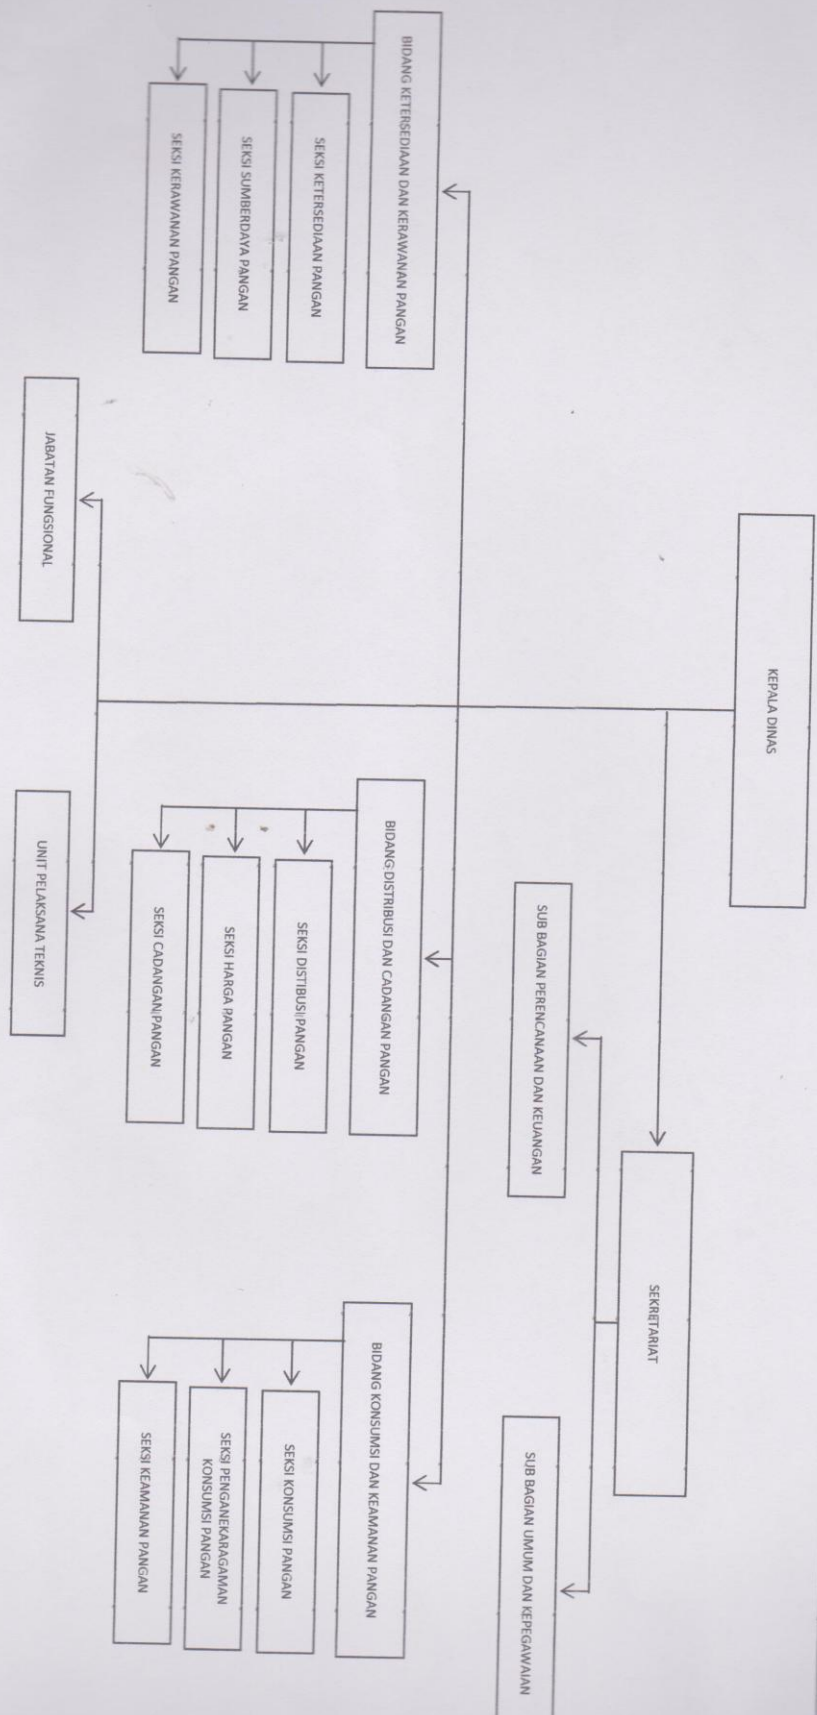 KEPALA DINAS
SEKRETARIAT
SUB BAGIAN PERENCANAAN DAN KEUANGAN
SUB BAGIAN UMUM DAN KEPEGAWAIAN
BIDANG KETERSEDIAAN DAN KERAWANAN PANGAN
SEKSI KETERSEDIAAN PANGAN
SEKSI SUMBERDAYA PANGAN
SEKSI KERAWANAN PANGAN
BIDANG DISTRIBUSI DAN CADANGAN PANGAN
SEKSI DISTIBUSI PANGAN
SEKSI HARGA PANGAN
SEKSI CADANGAN PANGAN
BIDANG KONSUMSI DAN KEAMANAN PANGAN
SEKSI KONSUMSI PANGAN
SEKSI PENGANEKARAGAMAN
KONSUMSI PANGAN
SEKSI KEAMANAN PANGAN
JABATAN FUNGSIONAL
UNIT PELAKSANA TEKNIS